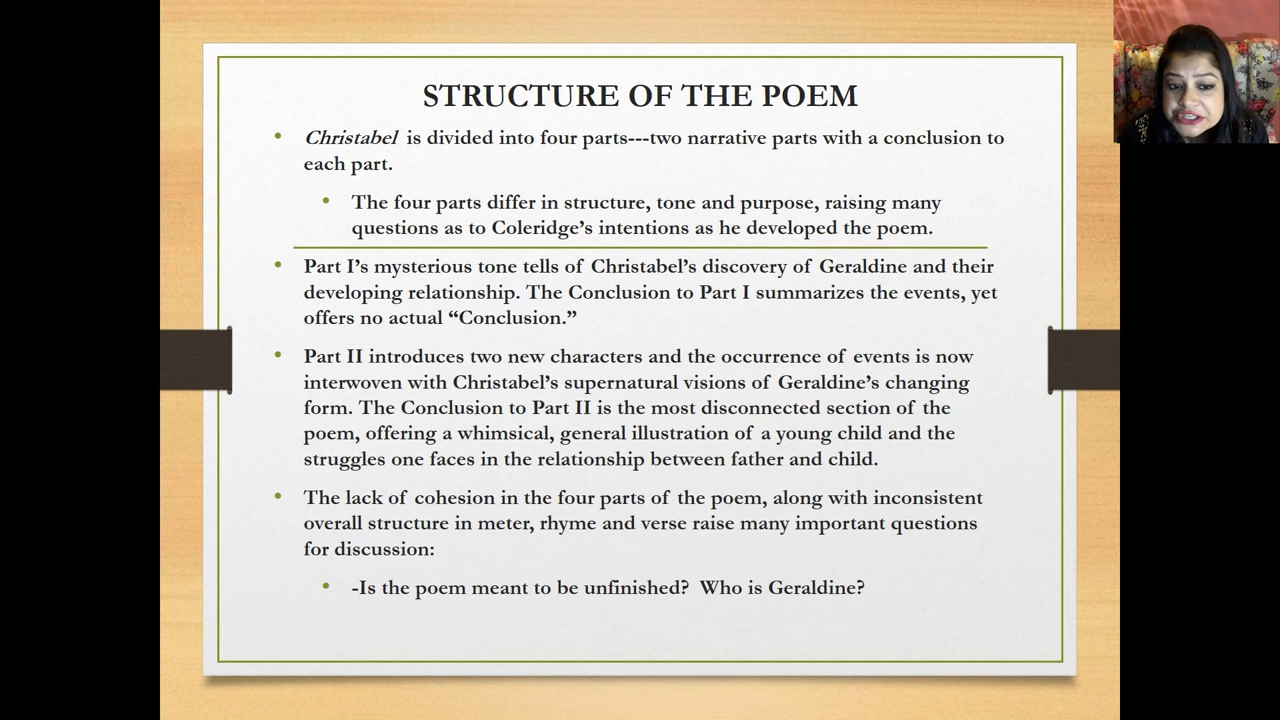 STRUCTURE OF THE POEM
• Christabel is divided into four parts---two narrative parts with a conclusion to
each part.
• The four parts differ in structure, tone and purpose, raising many
questions as to Coleridge’s intentions as he developed the poem.
• Part I’s mysterious tone tells of Christabel’s discovery of Geraldine and their
developing relationship. The Conclusion to Part I summarizes the events, yet
offers no actual “Conclusion.”
• Part II introduces two new characters and the occurrence of events is now
interwoven with Christabel’s supernatural visions of Geraldine’s changing
form. The Conclusion to Part II is the most disconnected section of the
poem, offering a whimsical, general illustration of a young child and the
struggles one faces in the relationship between father and child.
• The lack of cohesion in the four parts of the poem, along with inconsistent
overall structure in meter, rhyme and verse raise many important questions
for discussion:
• -Is the poem meant to be unfinished? Who is Geraldine?